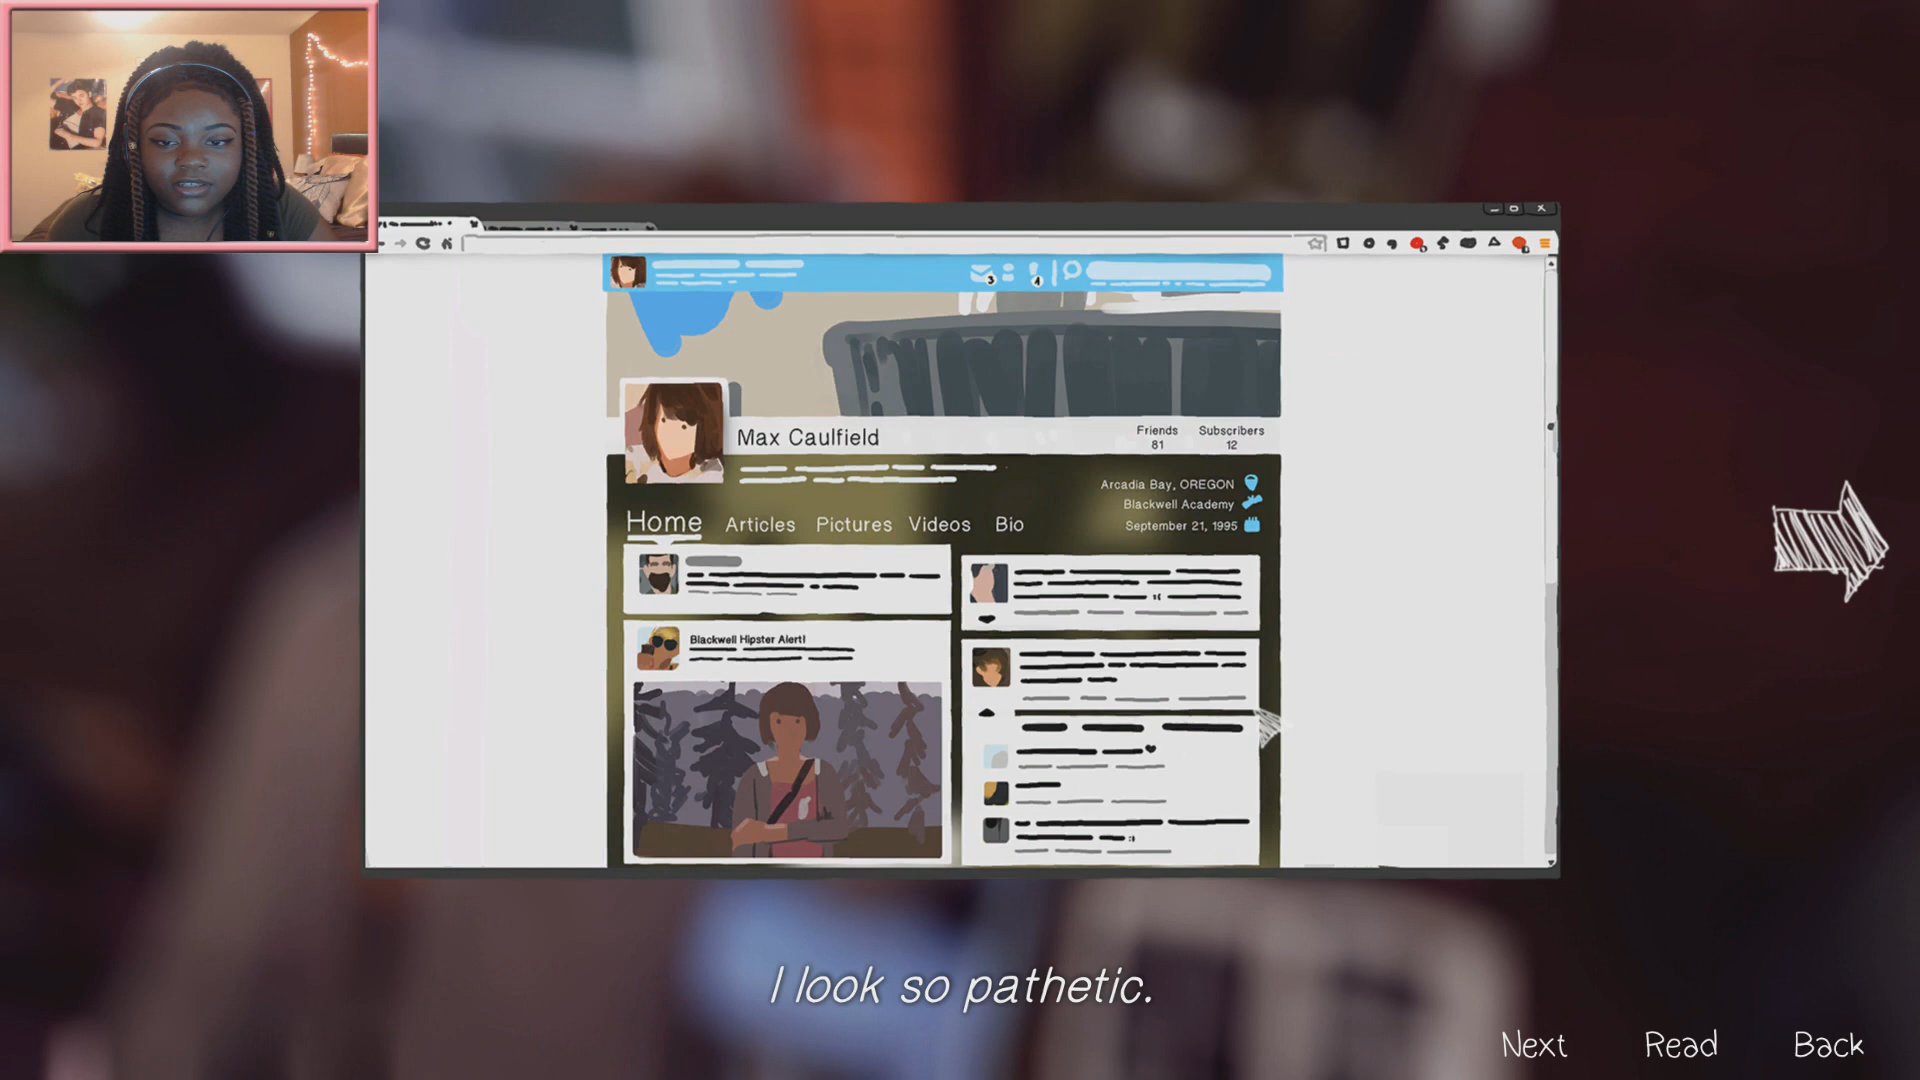 Max Caulfield
Friends
81
Subscribers
12
Arcadia Bay, OREGON
Blackwell Academy
September 21, 1995
Home Articles Pictures Videos Bio
Blackwell Hipster Alert!
I look so pathetic.
Next Read Back